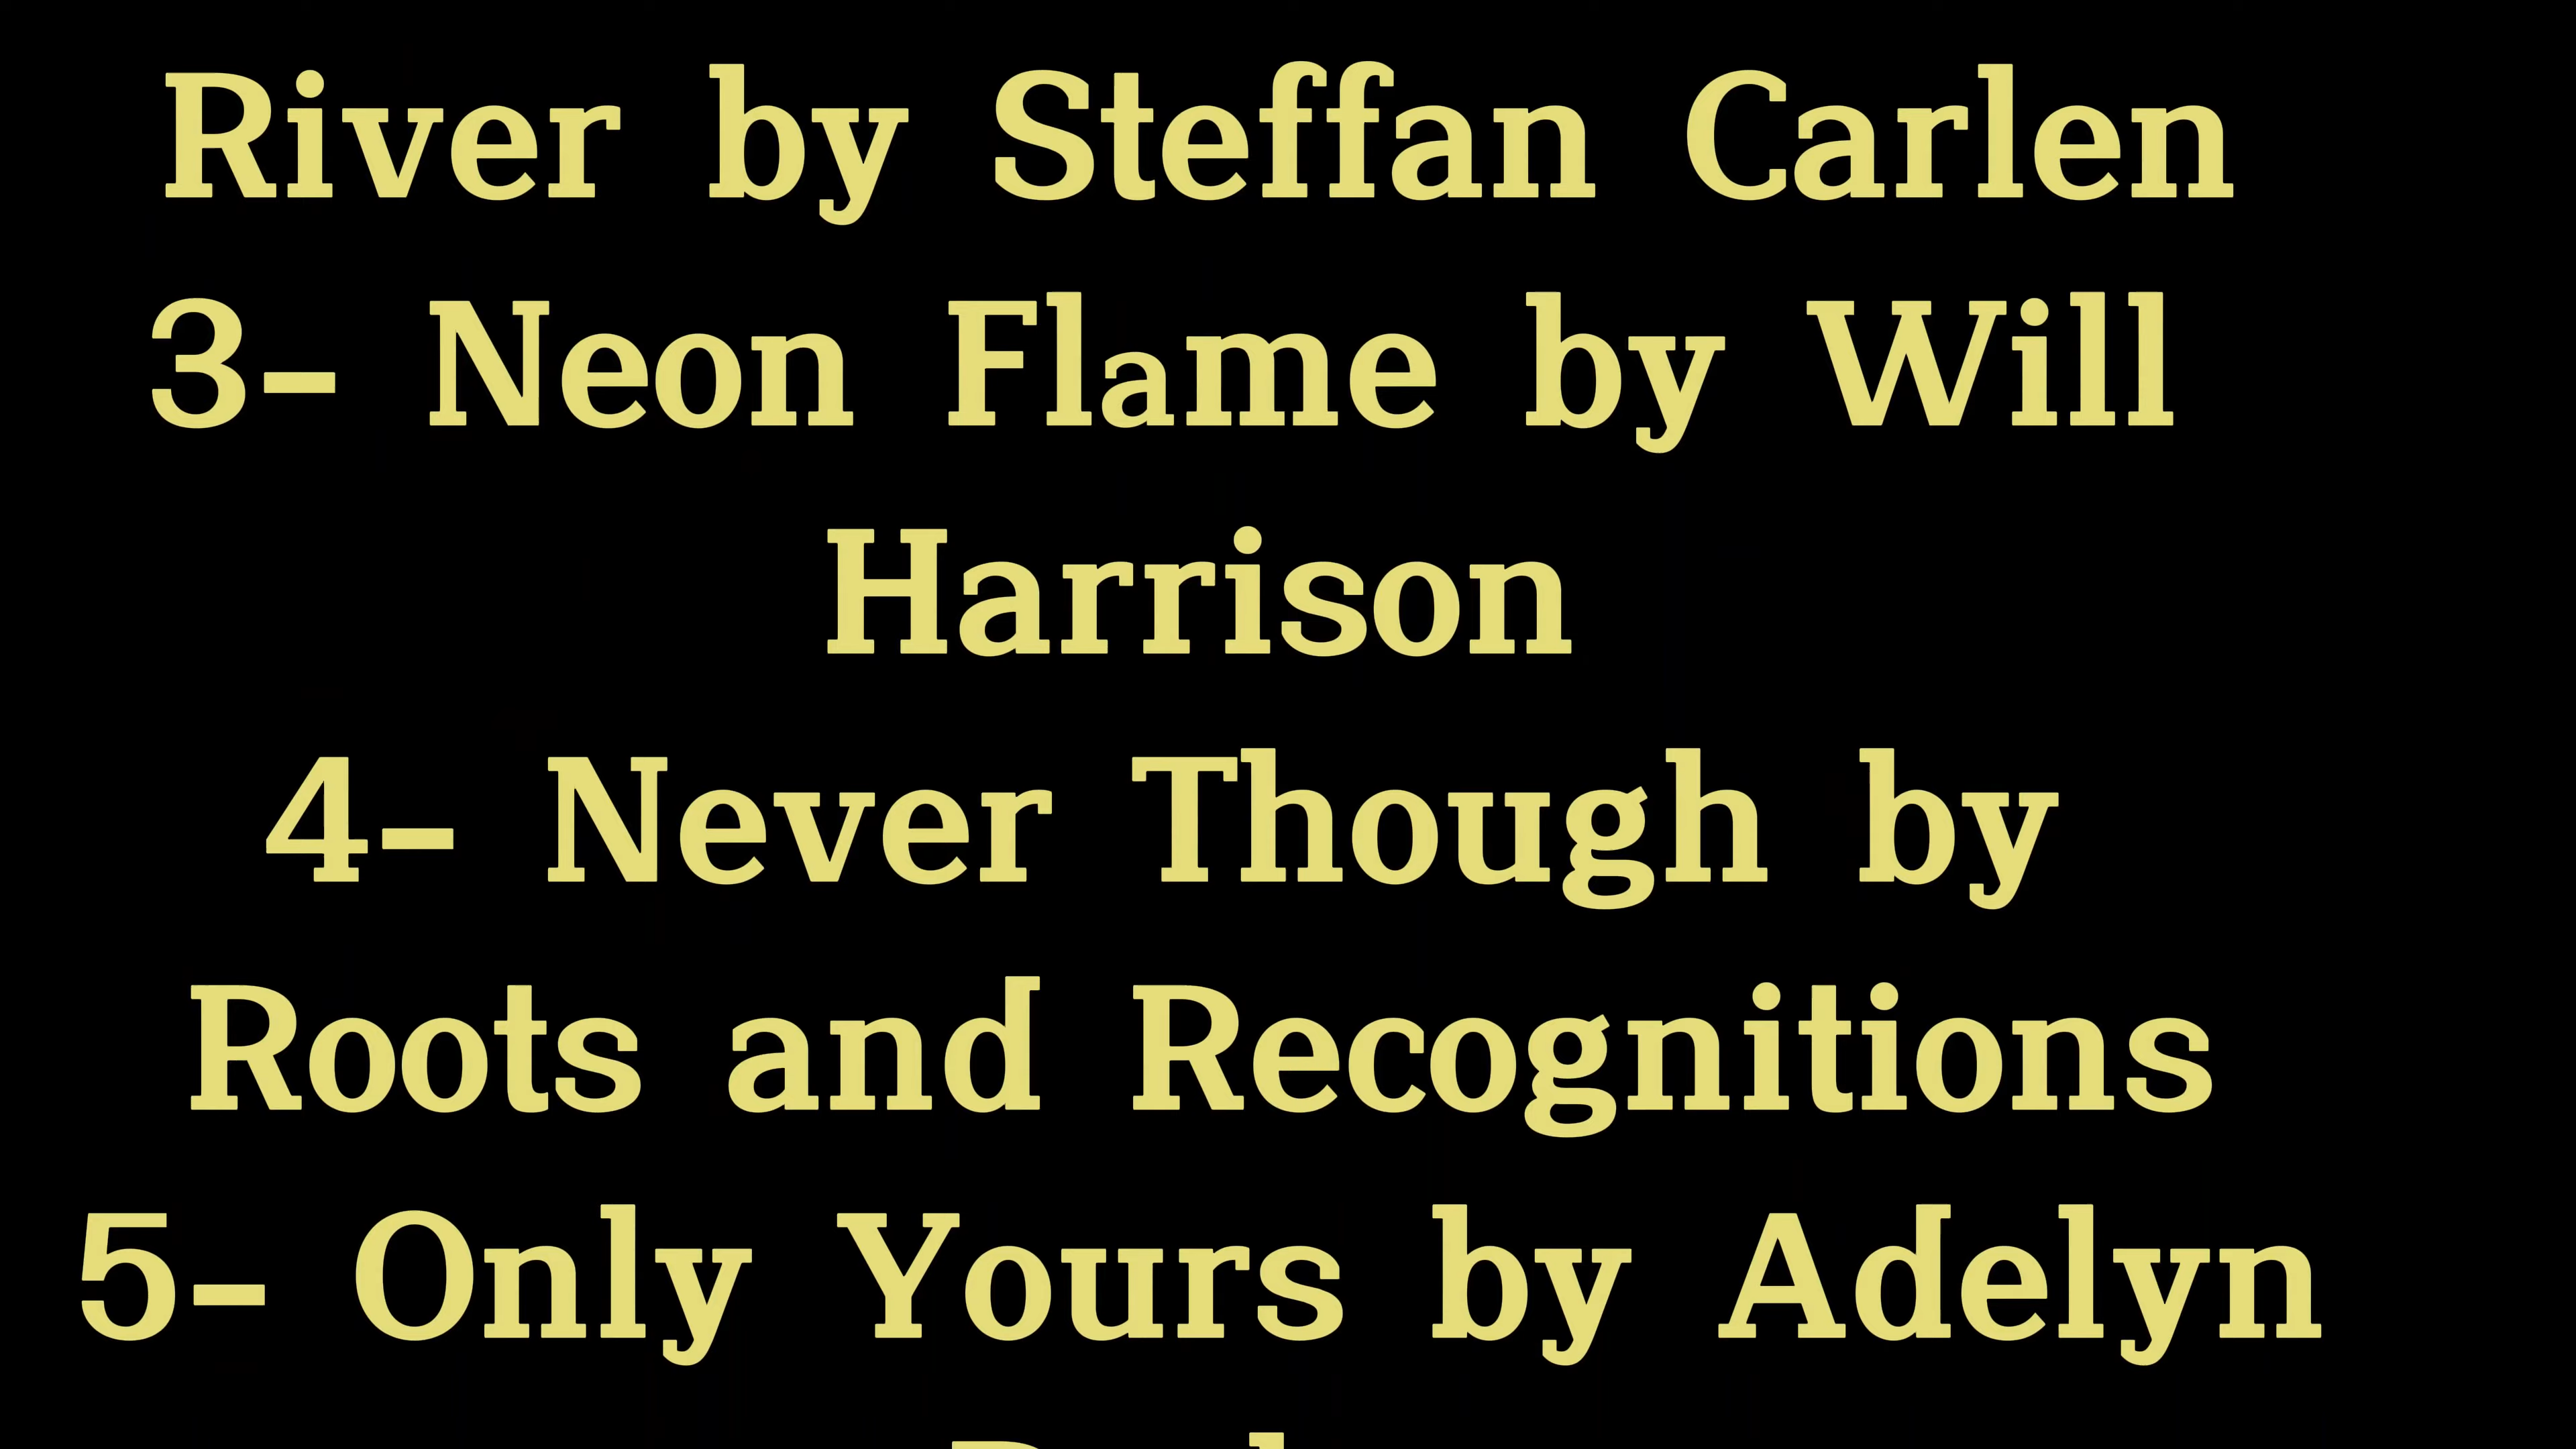 River by Steffan Carlen
3- Neon Flame by Will
Harrison
4- Never Though by
Roots and Recognitions
5- Only Yours by Adelyn